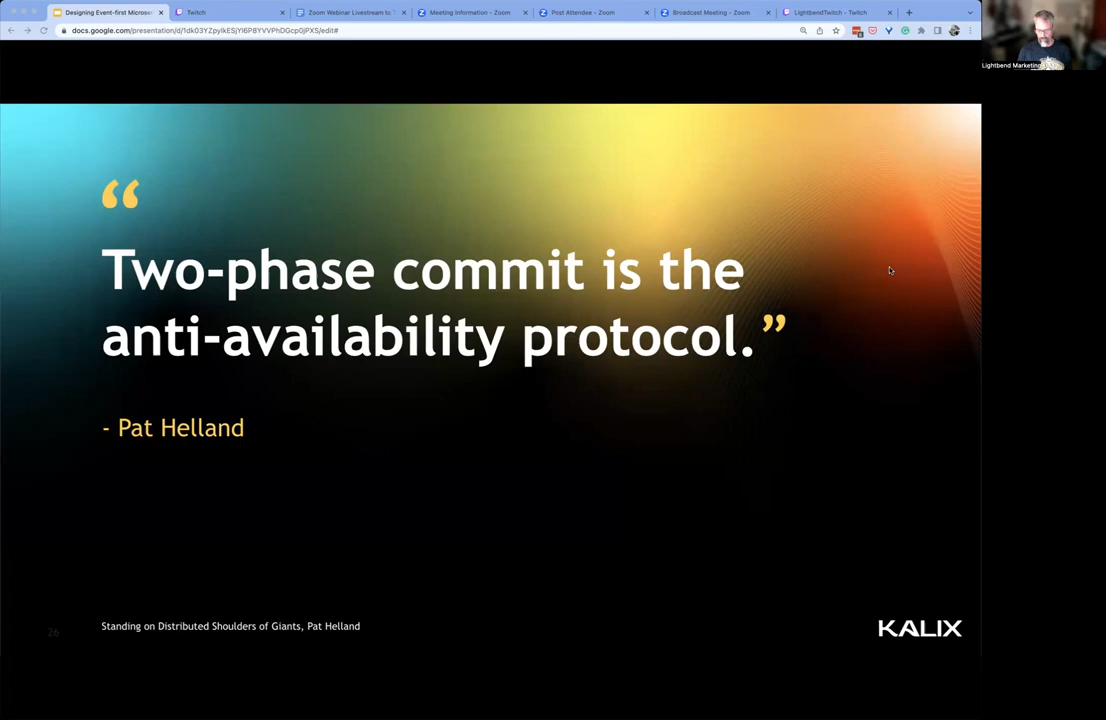 Designing Event-first Microse
Twitch
Zoom Webinar Livestream to T
Meeting Information - Zoom
Post Attendee - Zoom
Broadcast Meeting - Zoom
LightbendTwitch - Twitch
docs.google.com/presentation/d/1dk03YZpylkESjYl6P8YVVPhDGcp0jPXS/edit#
Lightbend Marketing
“
Two-phase commit is the
anti-availability protocol.”
- Pat Helland
26
Standing on Distributed Shoulders of Giants, Pat Helland
KALIX